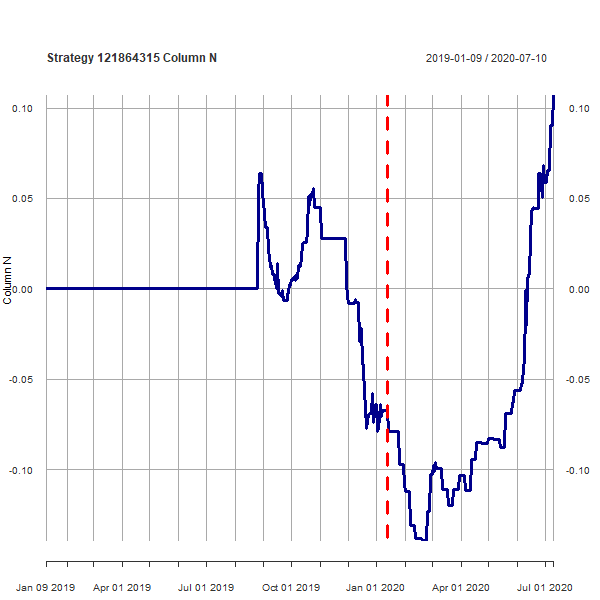 Strategy 121864315 Column N 2019-01-09 / 2020-07-10
0.10 0.10
0.05 0.05
Column N
0.00 0.00
-0.05 -0.05
-0.10 -0.10
Jan 09 2019 Apr 01 2019 Jul 01 2019 Oct 01 2019 Jan 01 2020 Apr 01 2020 Jul 01 2020